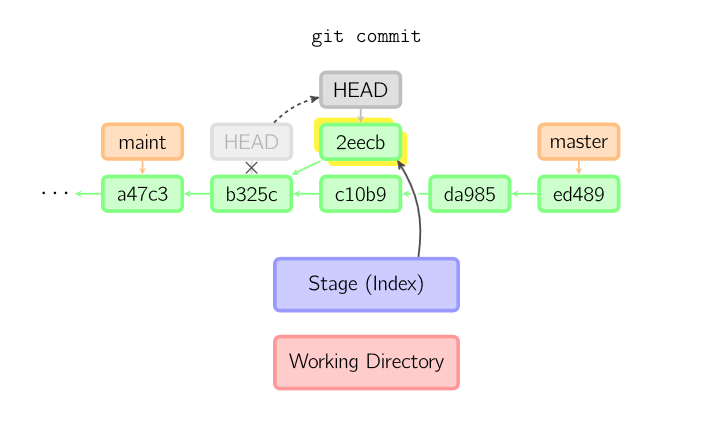 git commit
HEAD
maint HEAD 2eecb master
··· a47c3 b325c c10b9 da985 ed489
Stage (Index)
Working Directory